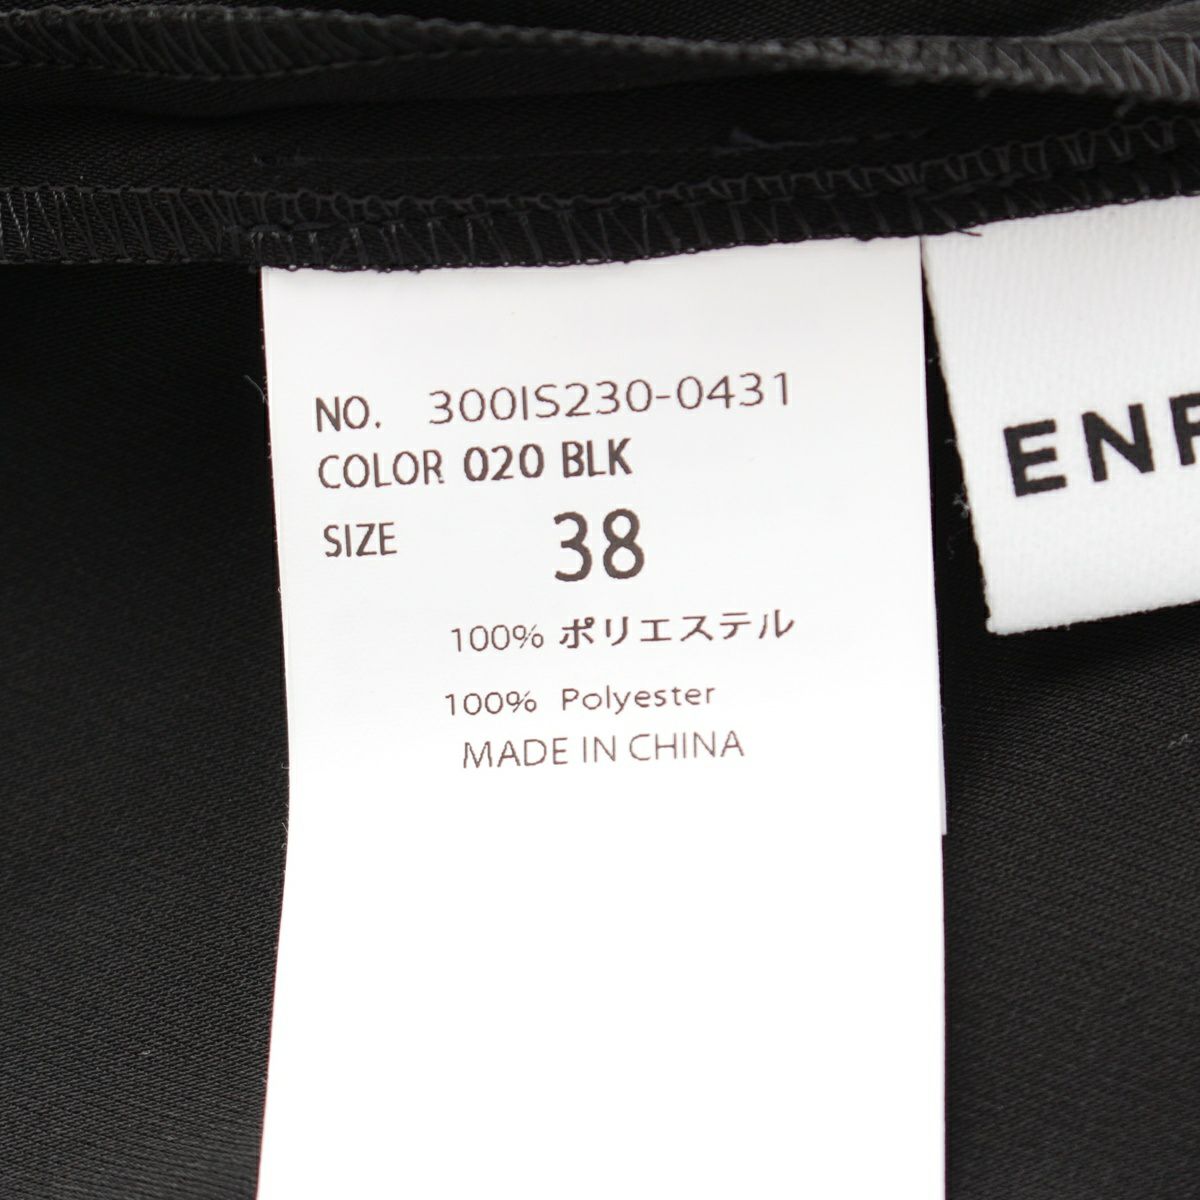 NO. 300IS230-0431
COLOR 020 BLK
SIZE 38
100% ポリエステル
100% Polyester
MADE IN CHINA